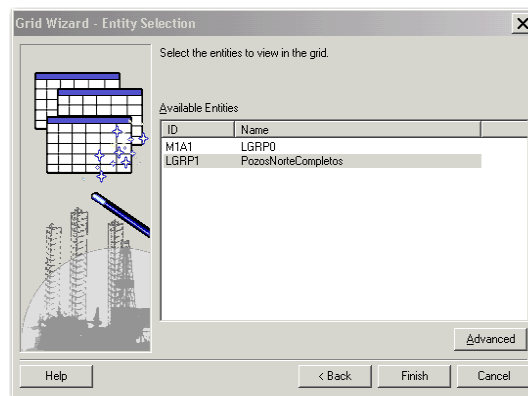 Grid Wizard - Entity Selection
Select the entities to view in the grid.
Available Entities
ID Name
M1A1 LGRP0
LGRP1 PozosNorteCompletos
Advanced
Help < Back Finish Cancel